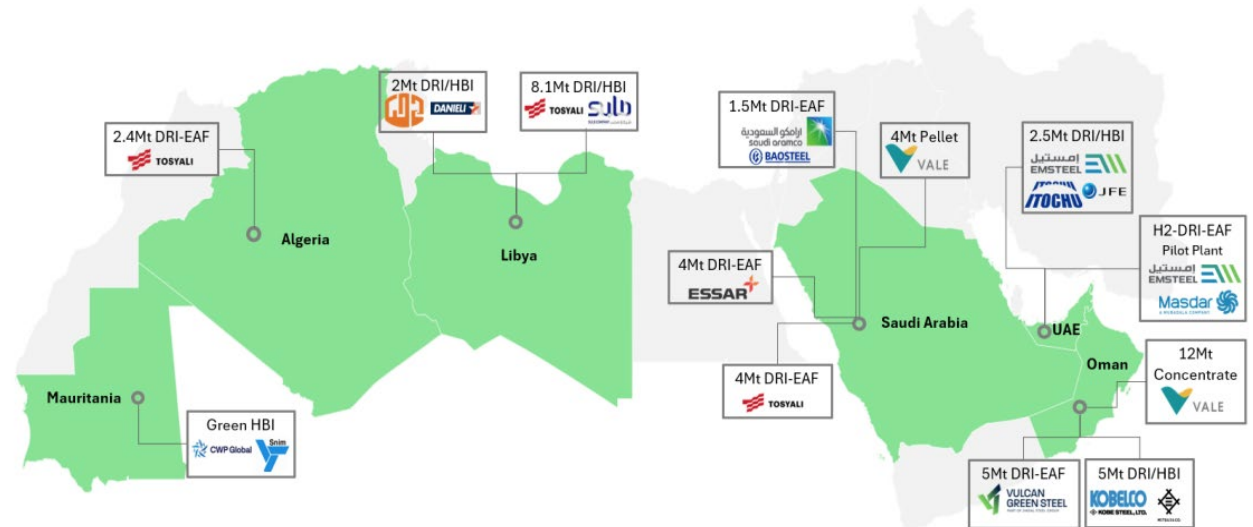 2Mt DRI/HBI
DANIELI
8.1Mt DRI/HBI
TOSYALI
2.4Mt DRI-EAF
TOSYALI
Algeria
Libya
Mauritania
Green HBI
CWP Global
Snim
1.5Mt DRI-EAF
أرامكو السعودية
saudi aramco
BAOSTEEL
4Mt Pellet
VALE
2.5Mt DRI/HBI
إمستيل
EMSTEEL
ITOCHU
JFE
H2-DRI-EAF
Pilot Plant
إمستيل
EMSTEEL
Masdar
A MUBADALA COMPANY
4Mt DRI-EAF
ESSAR
Saudi Arabia
UAE
Oman
4Mt DRI-EAF
TOSYALI
12Mt
Concentrate
VALE
5Mt DRI-EAF
VULCAN
GREEN STEEL
5Mt DRI/HBI
KOBELCO
KOBE STEEL, LTD.
MITSUI & CO.